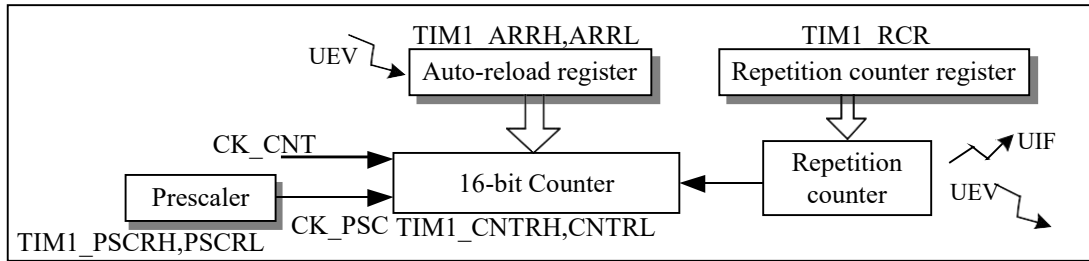 TIM1_ARRH,ARRL
TIM1_RCR
UEV
Auto-reload register
Repetition counter register
CK_CNT
16-bit Counter
Repetition
counter
UIF
UEV
Prescaler
CK_PSC
TIM1_CNTRH,CNTRL
TIM1_PSCRH,PSCRL